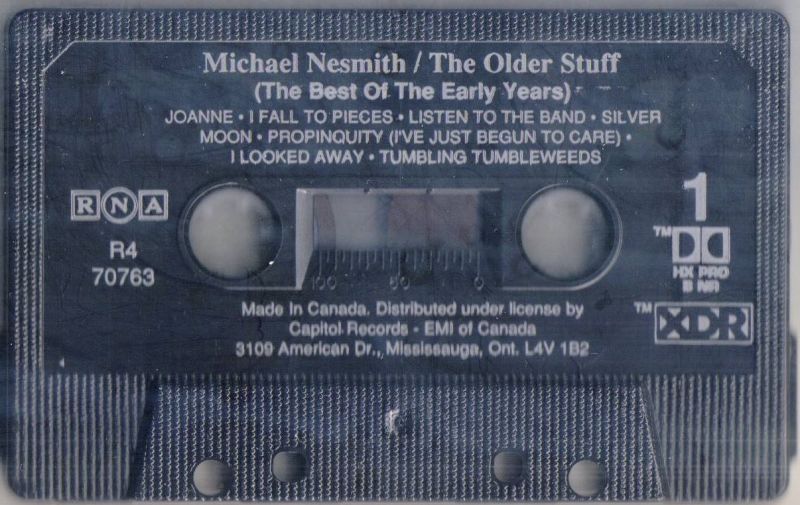 Michael Nesmith / The Older Stuff
(The Best Of The Early Years)
JOANNE • I FALL TO PIECES • LISTEN TO THE BAND • SILVER
MOON • PROPINQUITY (I'VE JUST BEGUN TO CARE) •
I LOOKED AWAY • TUMBLING TUMBLEWEEDS
RNA
1
R4
70763
TM
HX PRO
B NR
100 50 0
Made In Canada. Distributed under license by
Capitol Records - EMI of Canada
3109 American Dr., Mississauga, Ont. L4V 1B2
TM XDR